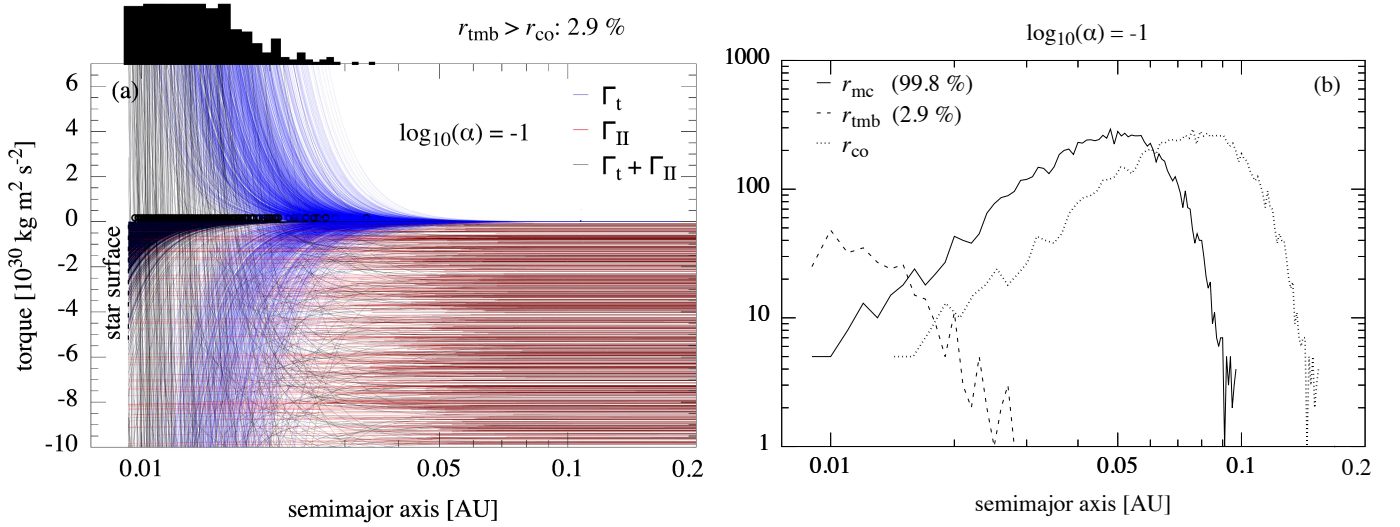 r_tmb > r_co: 2.9 %
(a)
Γ_t
log10(α) = -1
Γ_II
Γ_t + Γ_II
6
4
2
0
-2
-4
-6
-8
-10
torque [10^30 kg m^2 s^-2]
star surface
0.01 0.05 0.1 0.2
semimajor axis [AU]
log10(α) = -1
(b)
r_mc (99.8 %)
r_tmb (2.9 %)
r_co
1000
100
10
1
0.01 0.05 0.1 0.2
semimajor axis [AU]